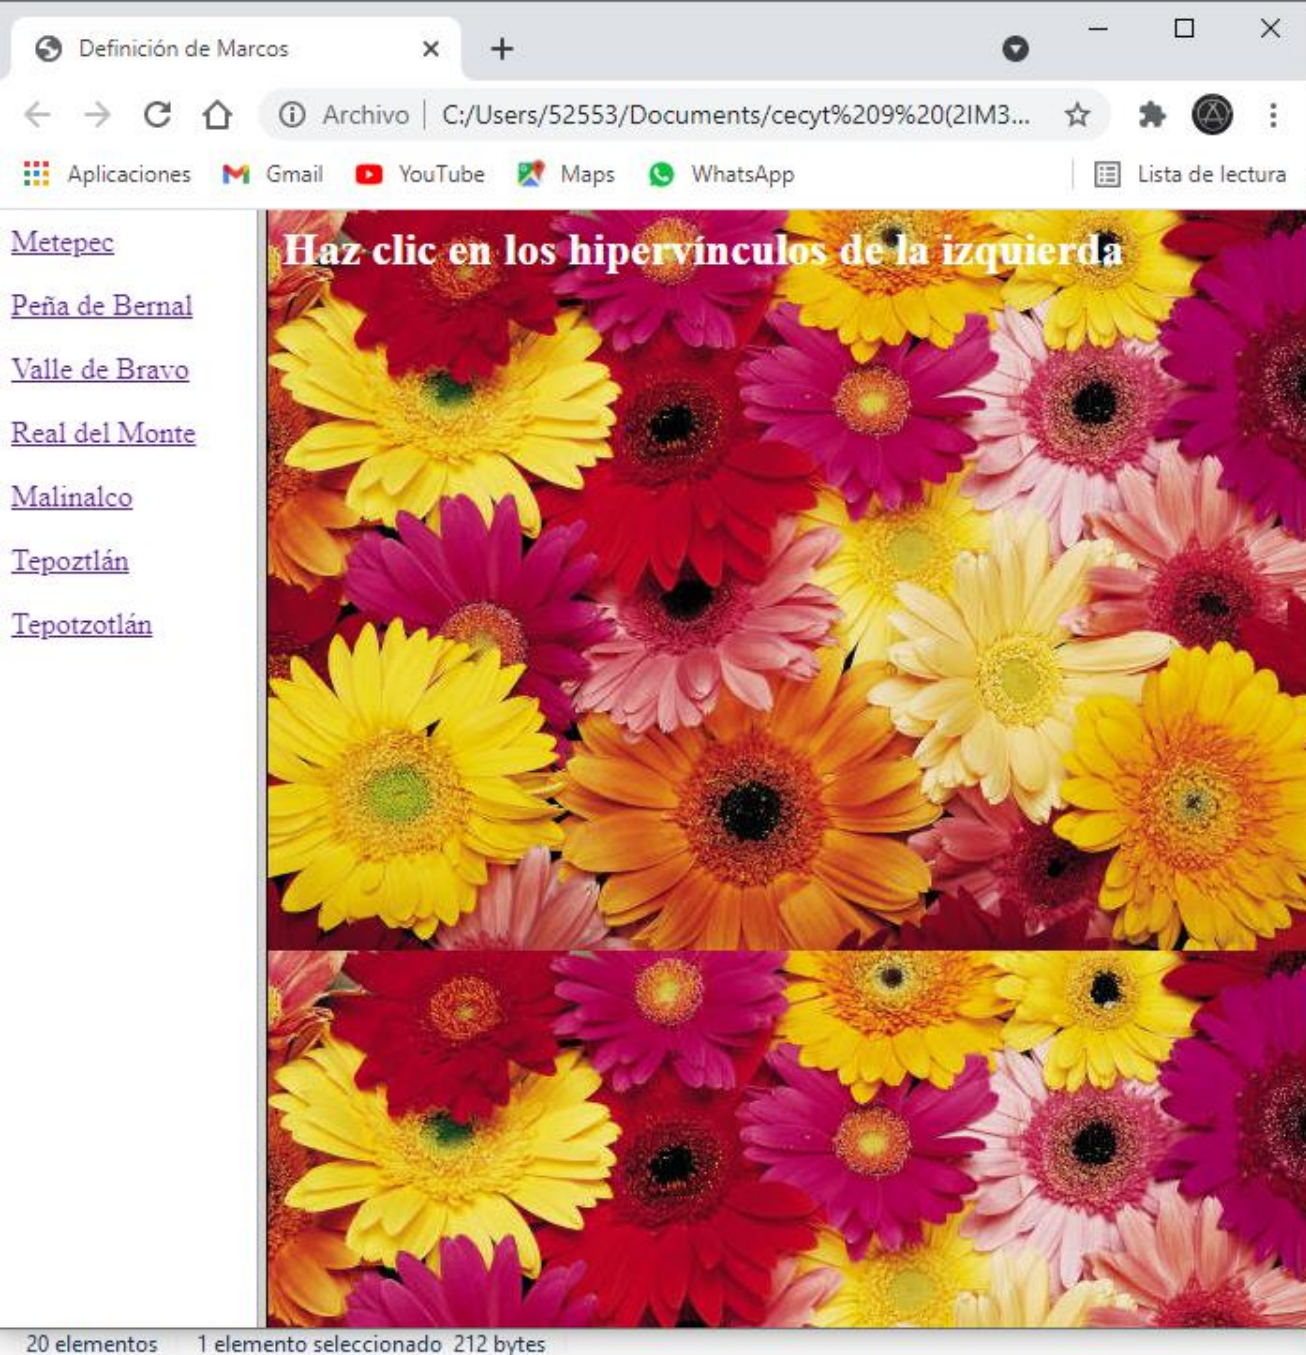 Definición de Marcos
Archivo
C:/Users/52553/Documents/cecyt%209%20(2IM3...
Aplicaciones
Gmail
YouTube
Maps
WhatsApp
Lista de lectura
Metepec
Peña de Bernal
Valle de Bravo
Real del Monte
Malinalco
Tepoztlán
Tepotzotlán
Haz clic en los hipervínculos de la izquierda
20 elementos
1 elemento seleccionado 212 bytes